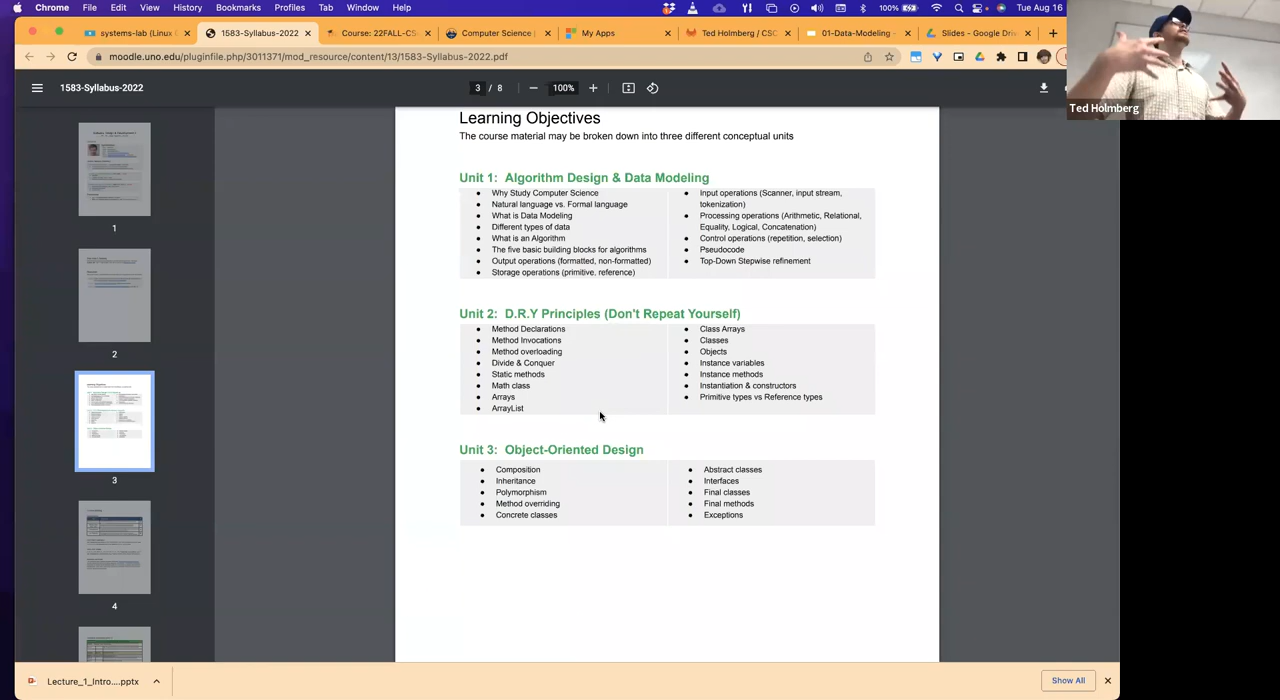 Chrome File Edit View History Bookmarks Profiles Tab Window Help 100% Tue Aug 16
systems-lab (Linux 1583-Syllabus-2022 Course: 22FALL-CS Computer Science My Apps Ted Holmberg / CSC 01-Data-Modeling - Slides - Google Driv
moodle.uno.edu/pluginfile.php/3011371/mod_resource/content/13/1583-Syllabus-2022.pdf
1583-Syllabus-2022 3 / 8 100%
Ted Holmberg
Learning Objectives
The course material may be broken down into three different conceptual units
Unit 1: Algorithm Design & Data Modeling
Why Study Computer Science
Natural language vs. Formal language
What is Data Modeling
Different types of data
What is an Algorithm
The five basic building blocks for algorithms
Output operations (formatted, non-formatted)
Storage operations (primitive, reference)
Input operations (Scanner, input stream,
tokenization)
Processing operations (Arithmetic, Relational,
Equality, Logical, Concatenation)
Control operations (repetition, selection)
Pseudocode
Top-Down Stepwise refinement
Unit 2: D.R.Y Principles (Don't Repeat Yourself)
Method Declarations
Method Invocations
Method overloading
Divide & Conquer
Static methods
Math class
Arrays
ArrayList
Class Arrays
Classes
Objects
Instance variables
Instance methods
Instantiation & constructors
Primitive types vs Reference types
Unit 3: Object-Oriented Design
Composition
Inheritance
Polymorphism
Method overriding
Concrete classes
Abstract classes
Interfaces
Final classes
Final methods
Exceptions
1
2
3
4
Lecture_1_Intro....pptx
Show All